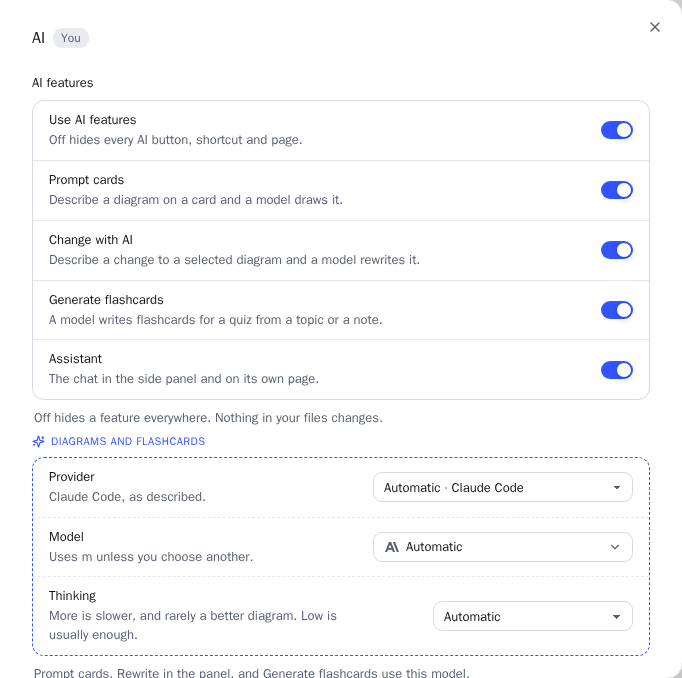 AI You
AI features
Use AI features
Off hides every AI button, shortcut and page.
Prompt cards
Describe a diagram on a card and a model draws it.
Change with AI
Describe a change to a selected diagram and a model rewrites it.
Generate flashcards
A model writes flashcards for a quiz from a topic or a note.
Assistant
The chat in the side panel and on its own page.
Off hides a feature everywhere. Nothing in your files changes.
DIAGRAMS AND FLASHCARDS
Provider
Claude Code, as described.
Automatic · Claude Code
Model
Uses m unless you choose another.
Automatic
Thinking
More is slower, and rarely a better diagram. Low is
usually enough.
Automatic
Prompt cards, Rewrite in the panel, and Generate flashcards use this model.